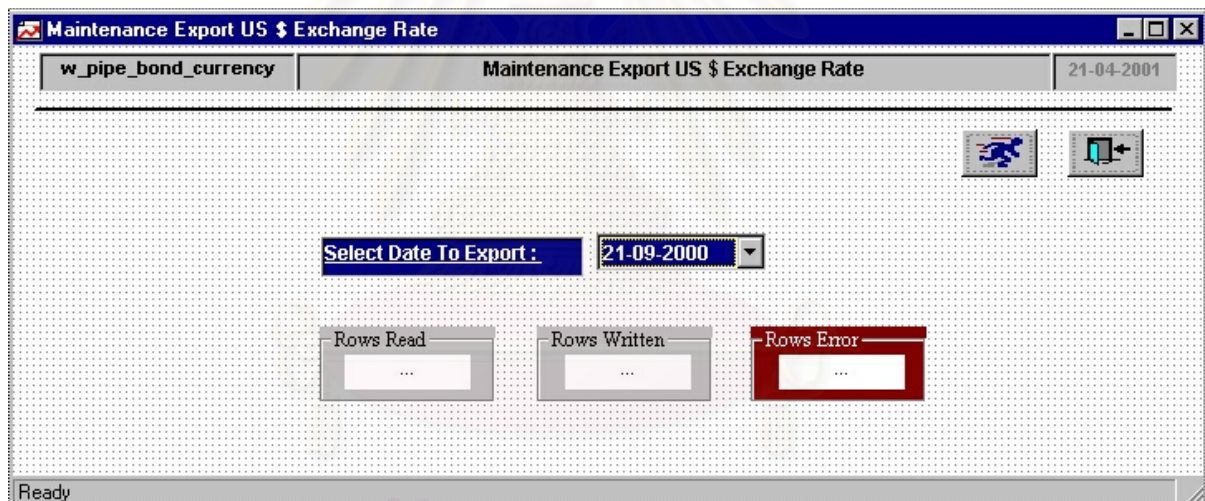 Maintenance Export US $ Exchange Rate
w_pipe_bond_currency Maintenance Export US $ Exchange Rate 21-04-2001
Select Date To Export : 21-09-2000
Rows Read Rows Written Rows Error
... ... ...
Ready